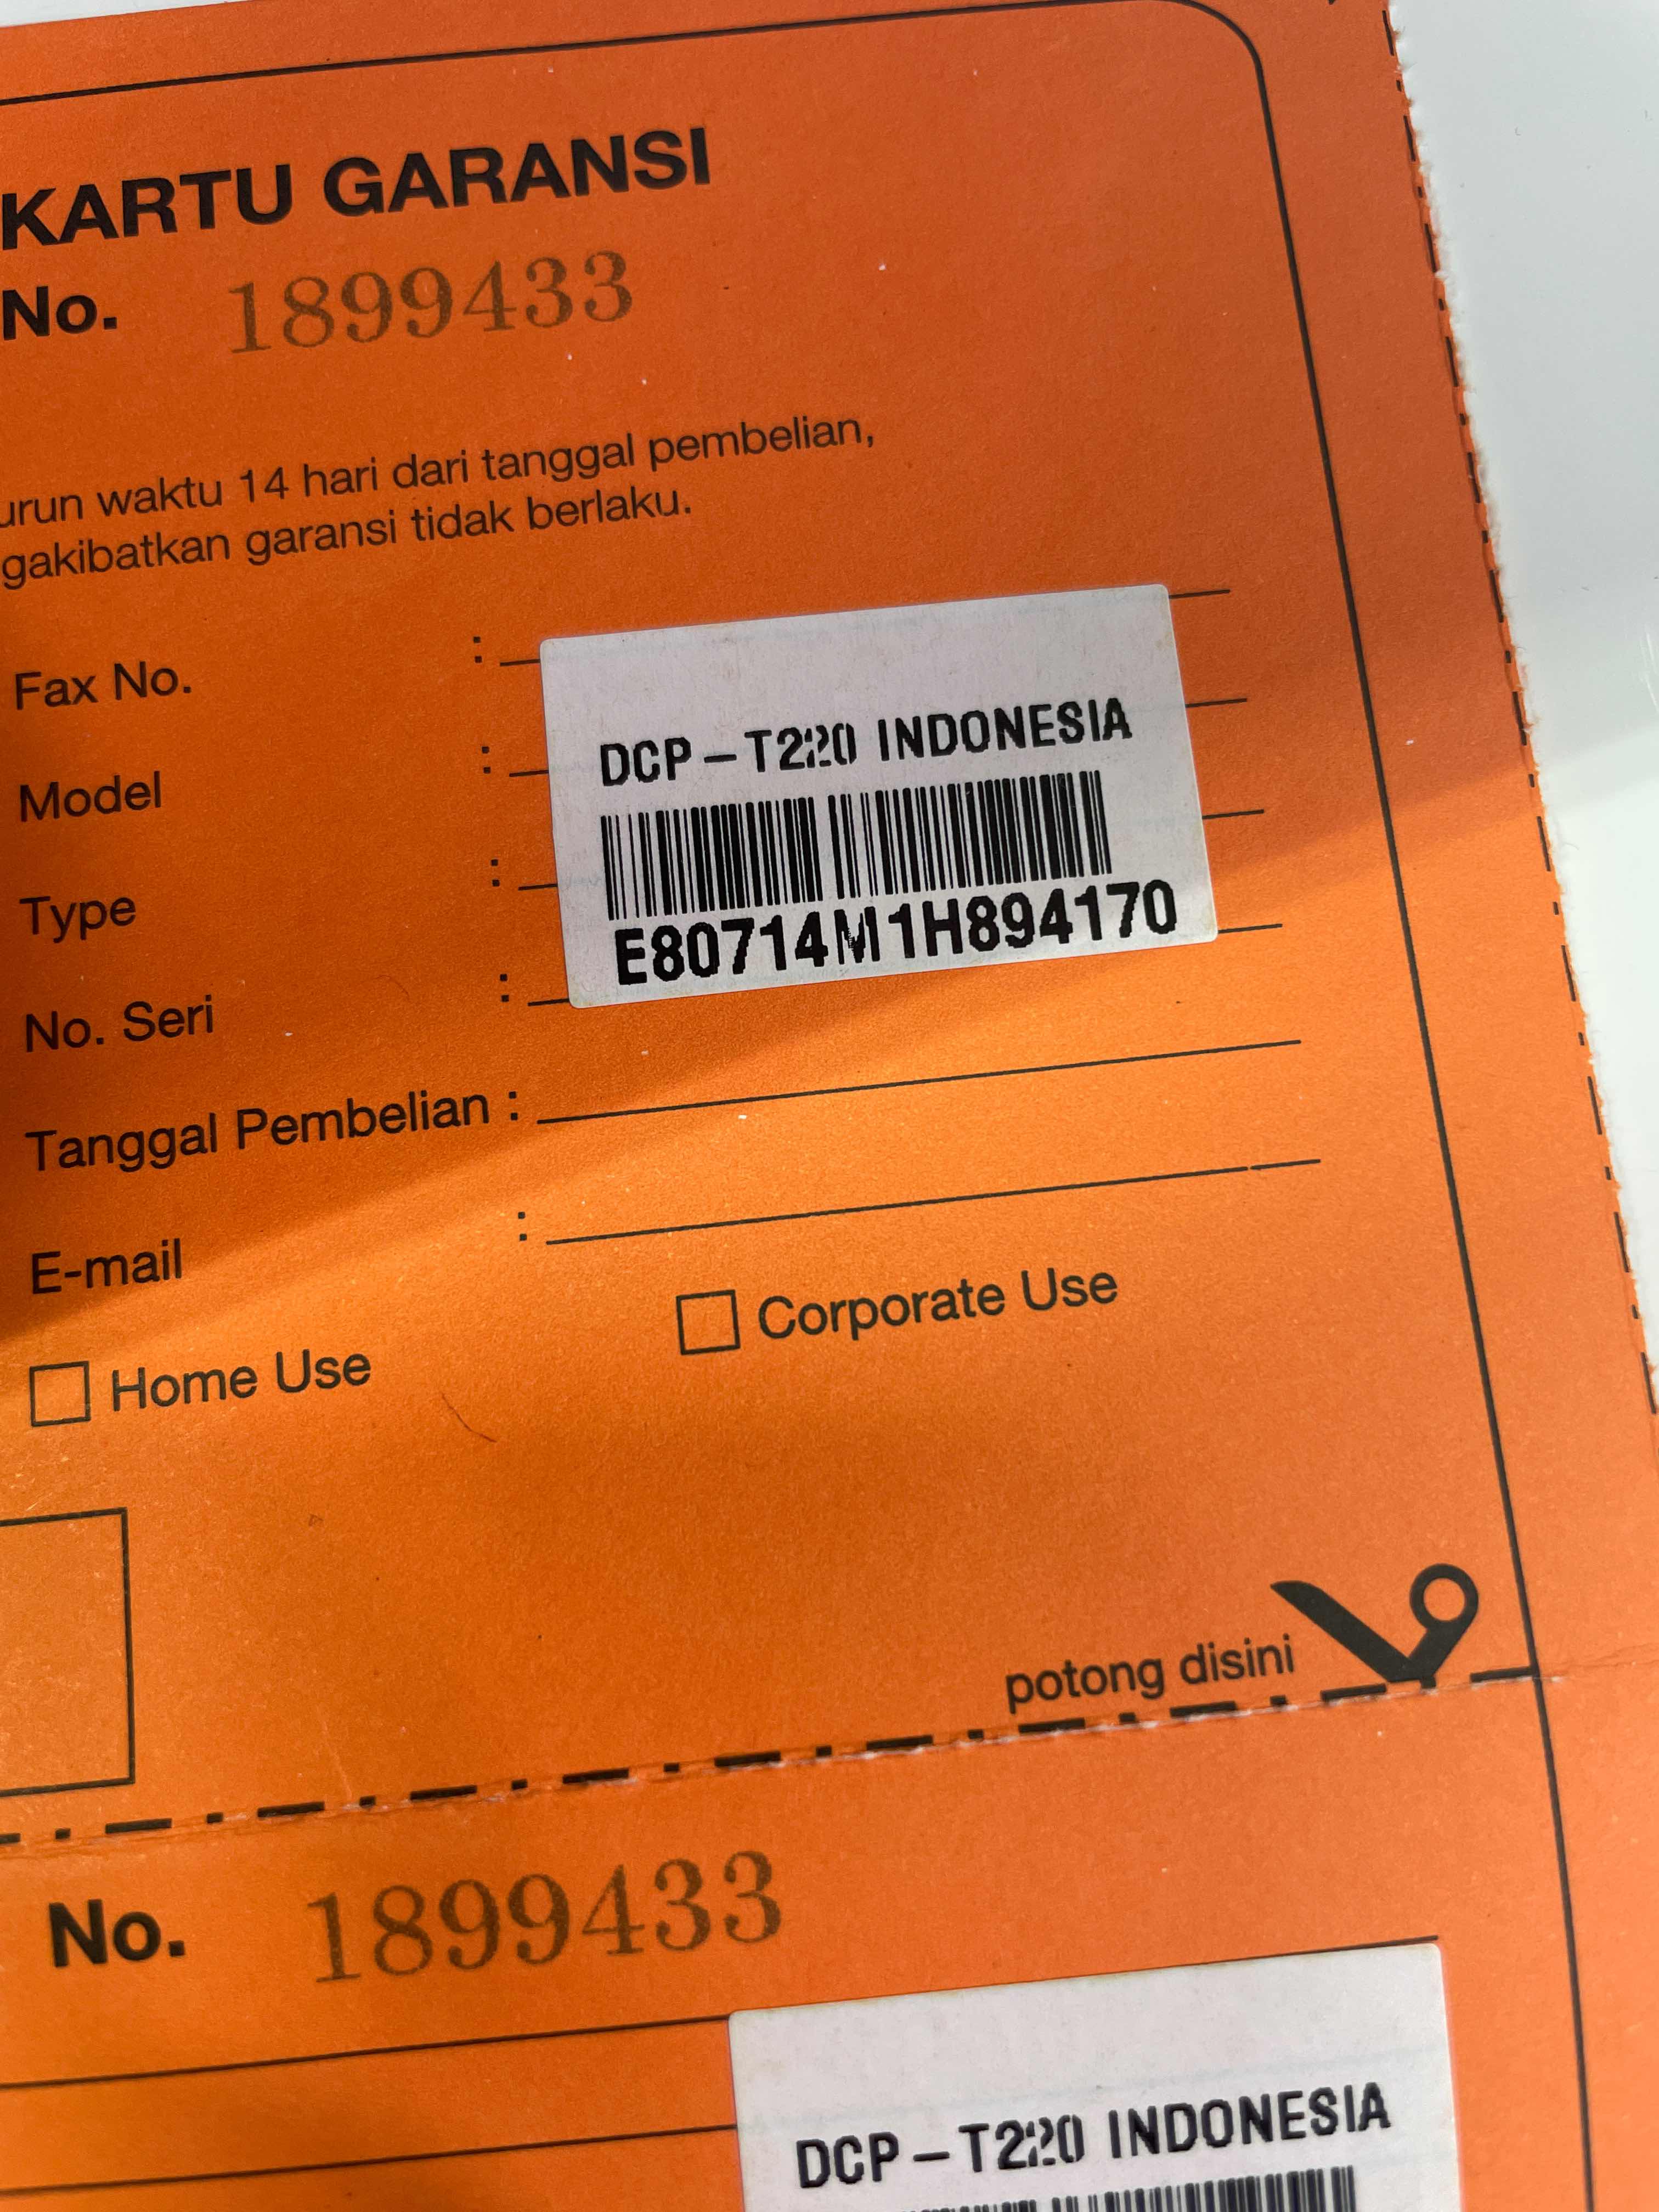 KARTU GARANSI
No. 1899433
urun waktu 14 hari dari tanggal pembelian,
gakibatkan garansi tidak berlaku.
Fax No. :
Model :
DCP-T220 INDONESIA
Type :
E80714M1H894170
No. Seri :
Tanggal Pembelian :
E-mail :
Home Use
Corporate Use
potong disini
No. 1899433
DCP-T220 INDONESIA